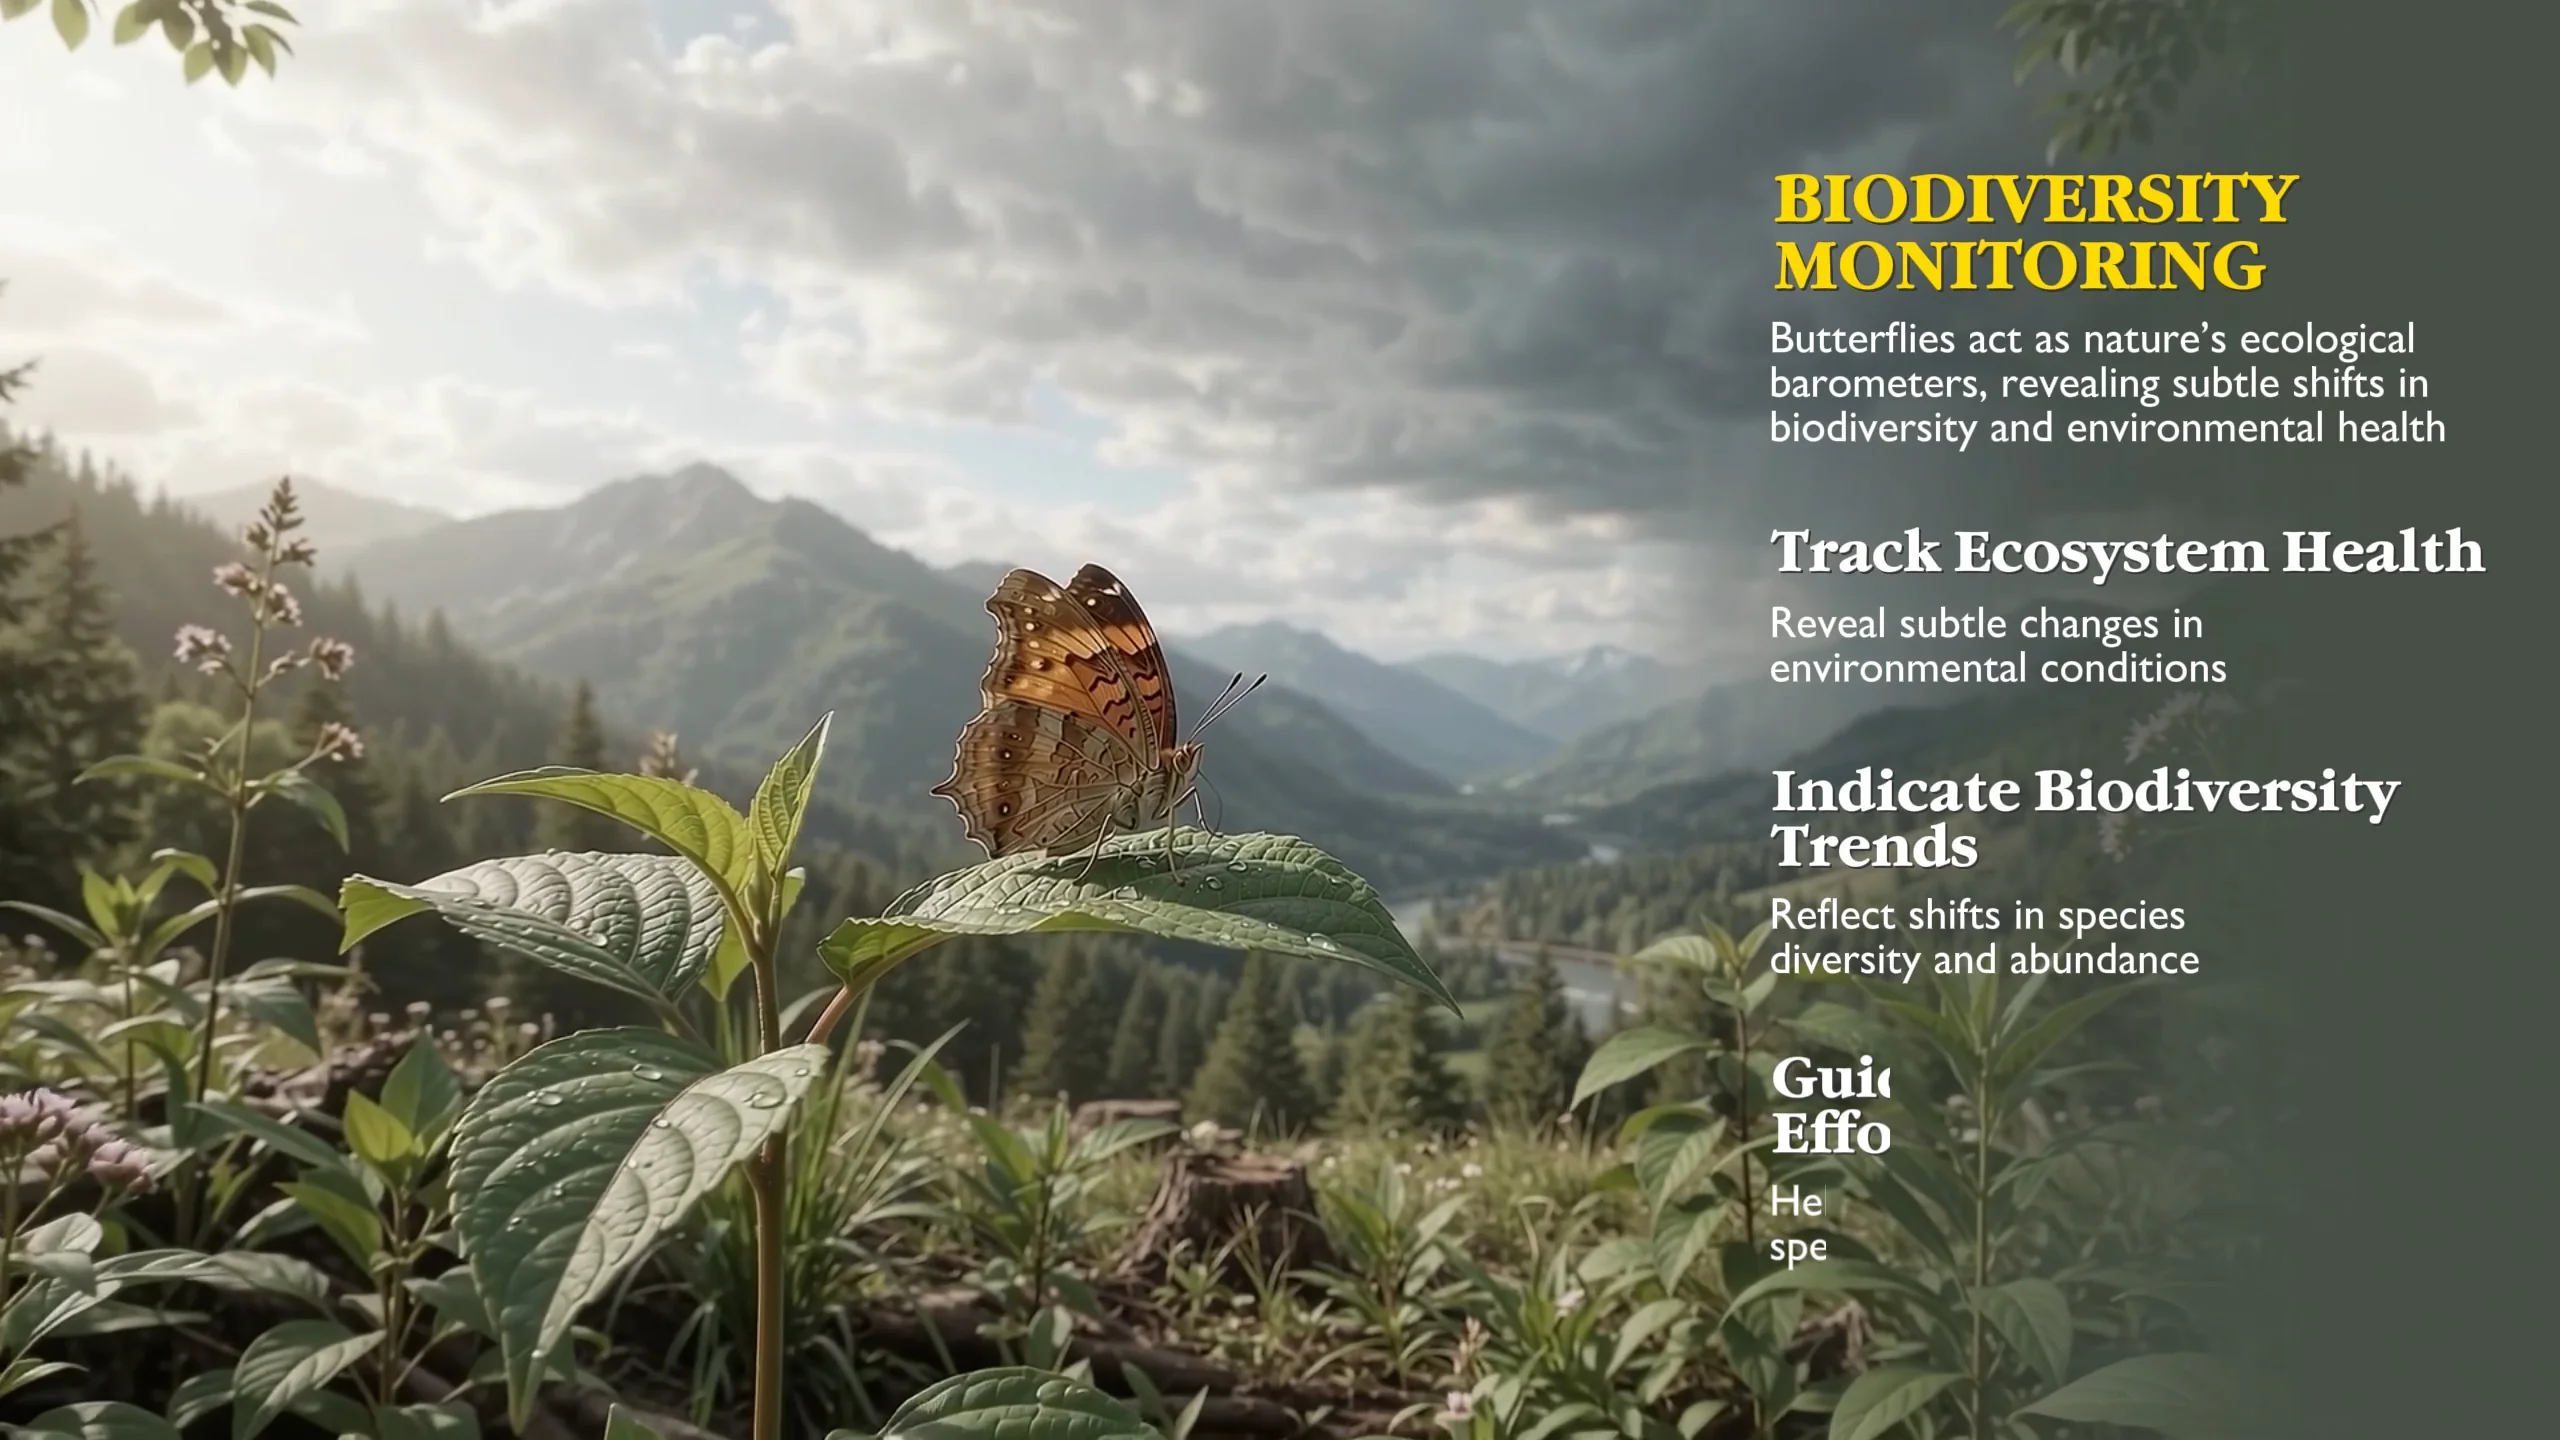 BIODIVERSITY
MONITORING
Butterflies act as nature’s ecological
barometers, revealing subtle shifts in
biodiversity and environmental health
Track Ecosystem Health
Reveal subtle changes in
environmental conditions
Indicate Biodiversity
Trends
Reflect shifts in species
diversity and abundance